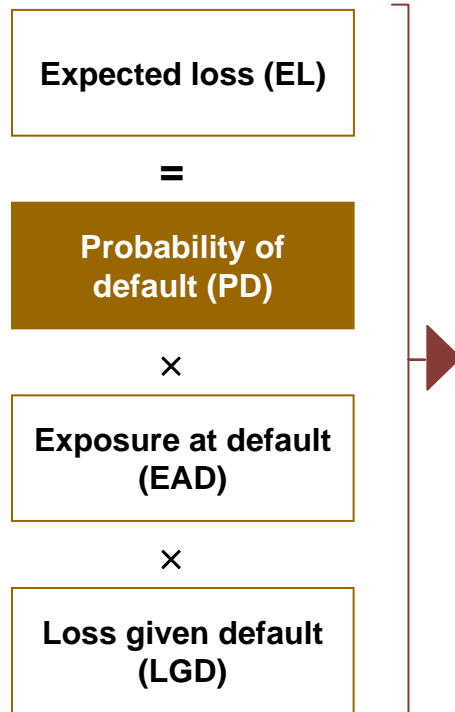 Expected loss (EL)
=
Probability of
default (PD)
×
Exposure at default
(EAD)
×
Loss given default
(LGD)